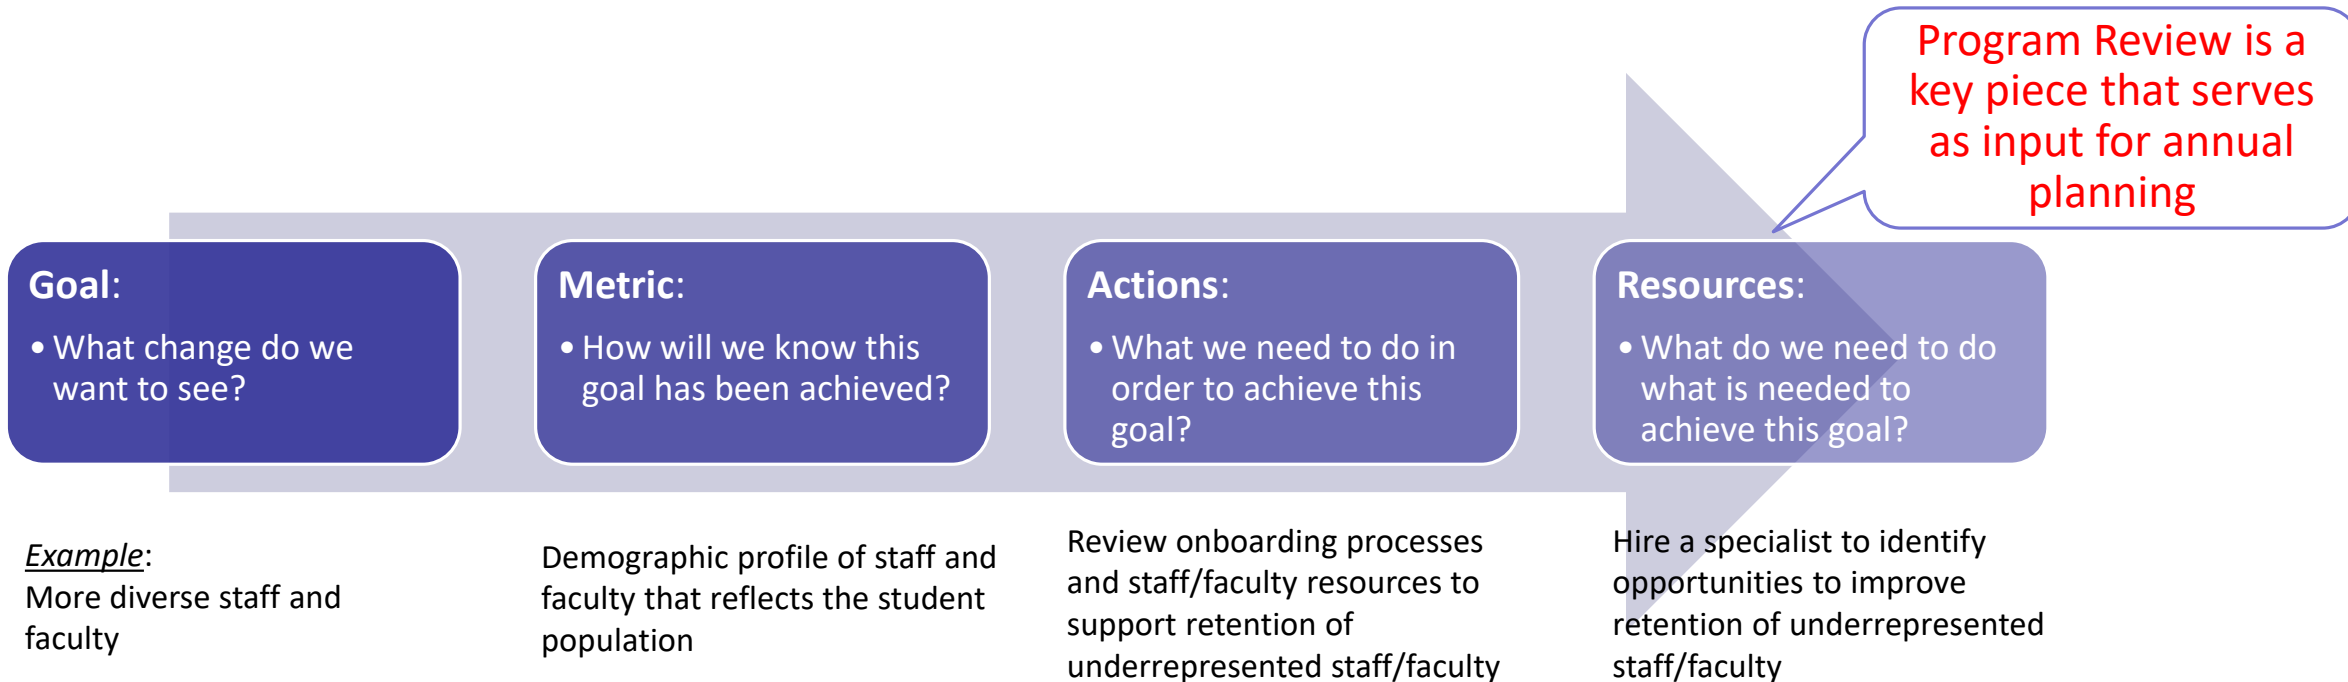 Program Review is a
key piece that serves
as input for annual
planning
Goal:
• What change do we
want to see?
Metric:
• How will we know this
goal has been achieved?
Actions:
• What we need to do in
order to achieve this
goal?
Resources:
• What do we need to do
what is needed to
achieve this goal?
Example:
More diverse staff and
faculty
Demographic profile of staff and
faculty that reflects the student
population
Review onboarding processes
and staff/faculty resources to
support retention of
underrepresented staff/faculty
Hire a specialist to identify
opportunities to improve
retention of underrepresented
staff/faculty